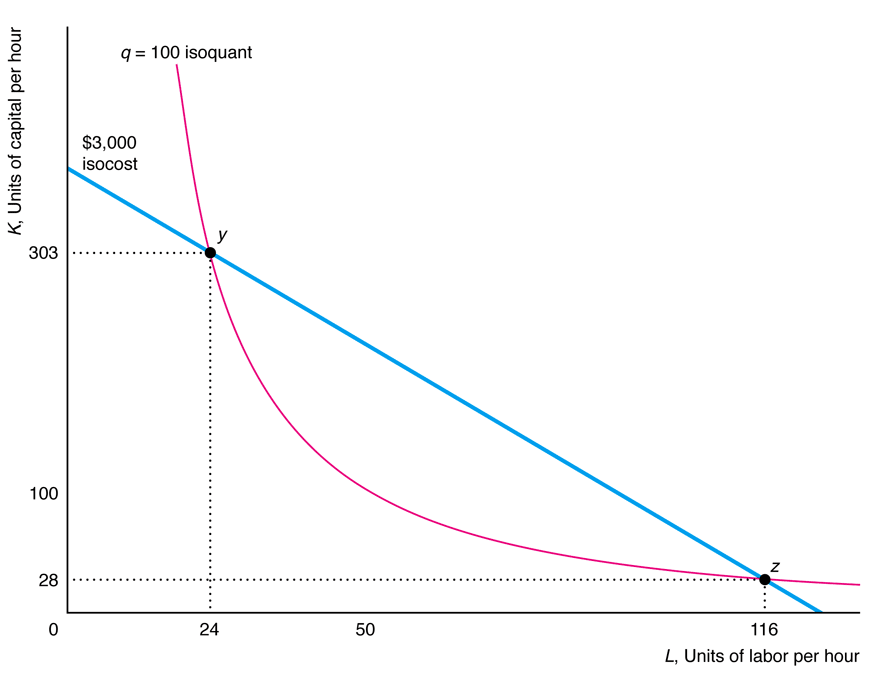 K, Units of capital per hour
q = 100 isoquant
$3,000
isocost
y
303
100
z
28
0
24
50
116
L, Units of labor per hour